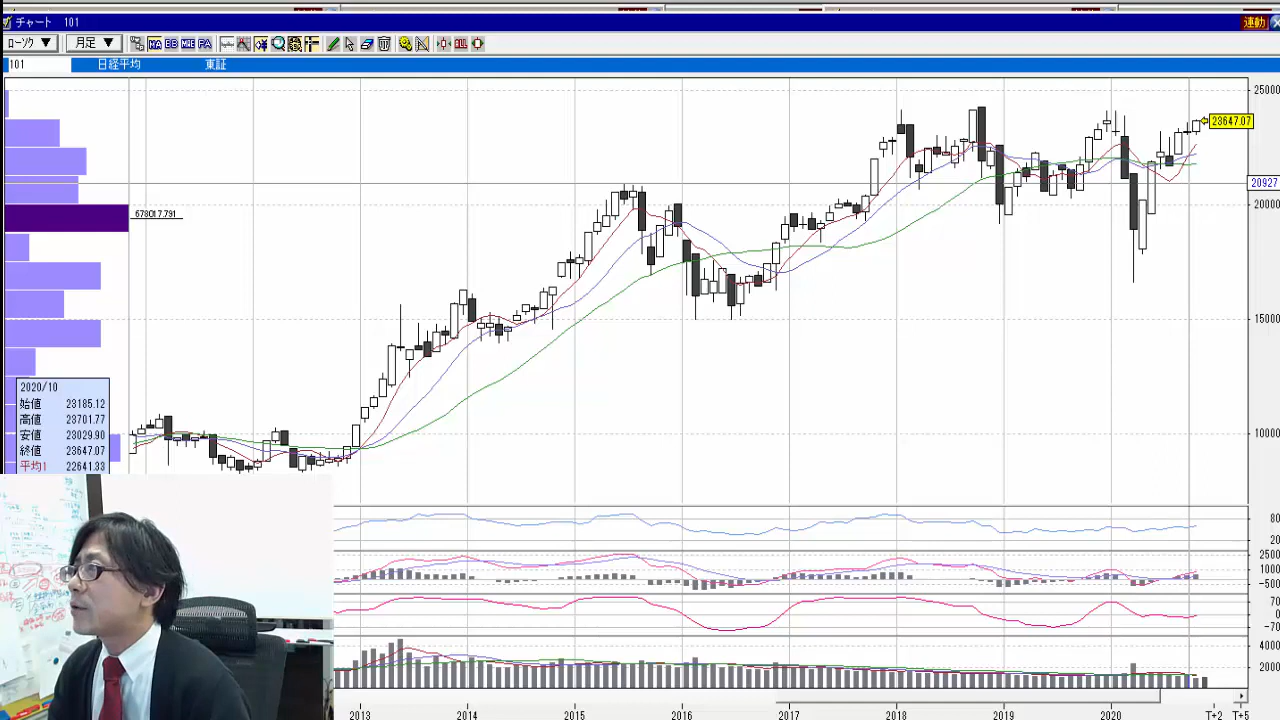 チャート 101
連動
ローソク ▼ 月足 ▼ MA BB
101 日経平均 東証
25000
23647.07
20927
20000
678017.791
15000
10000
2020/10
始値 23185.12
高値 23701.77
安値 23029.90
終値 23647.07
平均1 22641.33
80
20
2500
1000
-500
70
-70
4000
2000
2013 2014 2015 2016 2017 2018 2019 2020 T+2 T+5